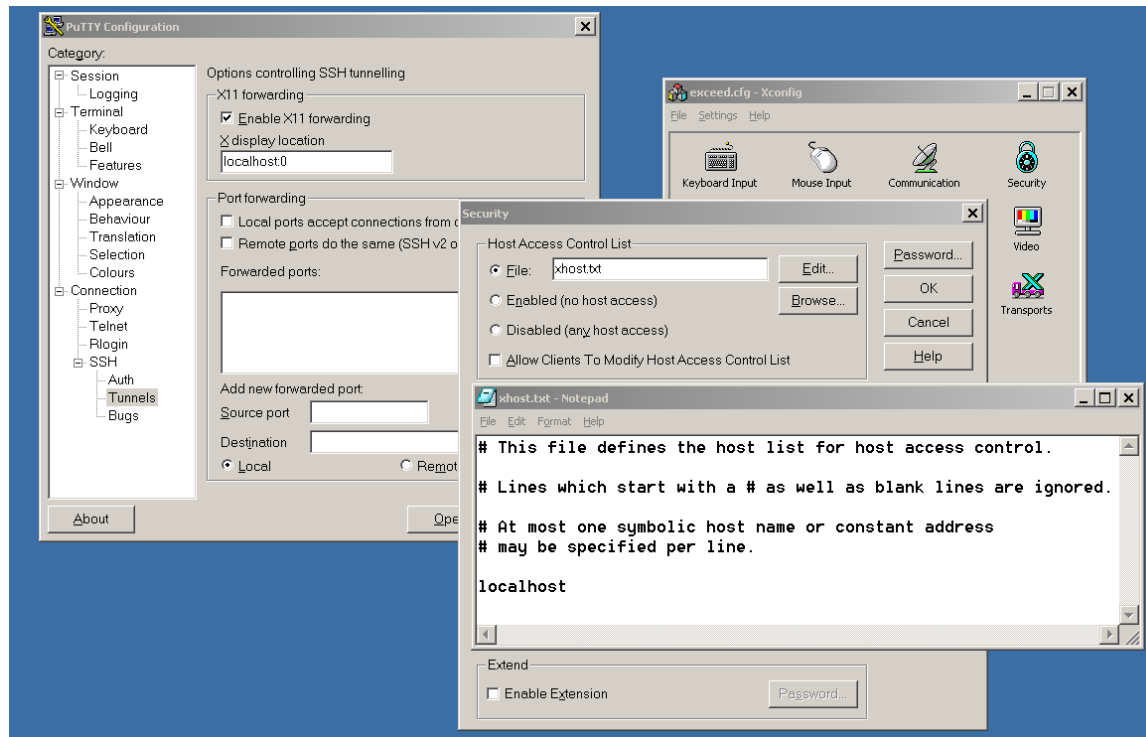 PuTTY Configuration
Category:
Session
Logging
Terminal
Keyboard
Bell
Features
Window
Appearance
Behaviour
Translation
Selection
Colours
Connection
Proxy
Telnet
Rlogin
SSH
Auth
Tunnels
Bugs
About
Options controlling SSH tunnelling
X11 forwarding
Enable X11 forwarding
X display location
localhost:0
Port forwarding
Local ports accept connections from
Remote ports do the same (SSH v2
Forwarded ports:
Add new forwarded port:
Source port
Destination
Local
exceed.cfg - Xconfig
File Settings Help
Keyboard Input Mouse Input Communication Security
Video
Transports
Security
Host Access Control List
File: xhost.txt Edit...
Enabled (no host access) Browse...
Disabled (any host access)
Allow Clients To Modify Host Access Control List
Password...
OK
Cancel
Help
xhost.txt - Notepad
File Edit Format Help
# This file defines the host list for host access control.
# Lines which start with a # as well as blank lines are ignored.
# At most one symbolic host name or constant address
# may be specified per line.
localhost
Extend
Enable Extension Password...